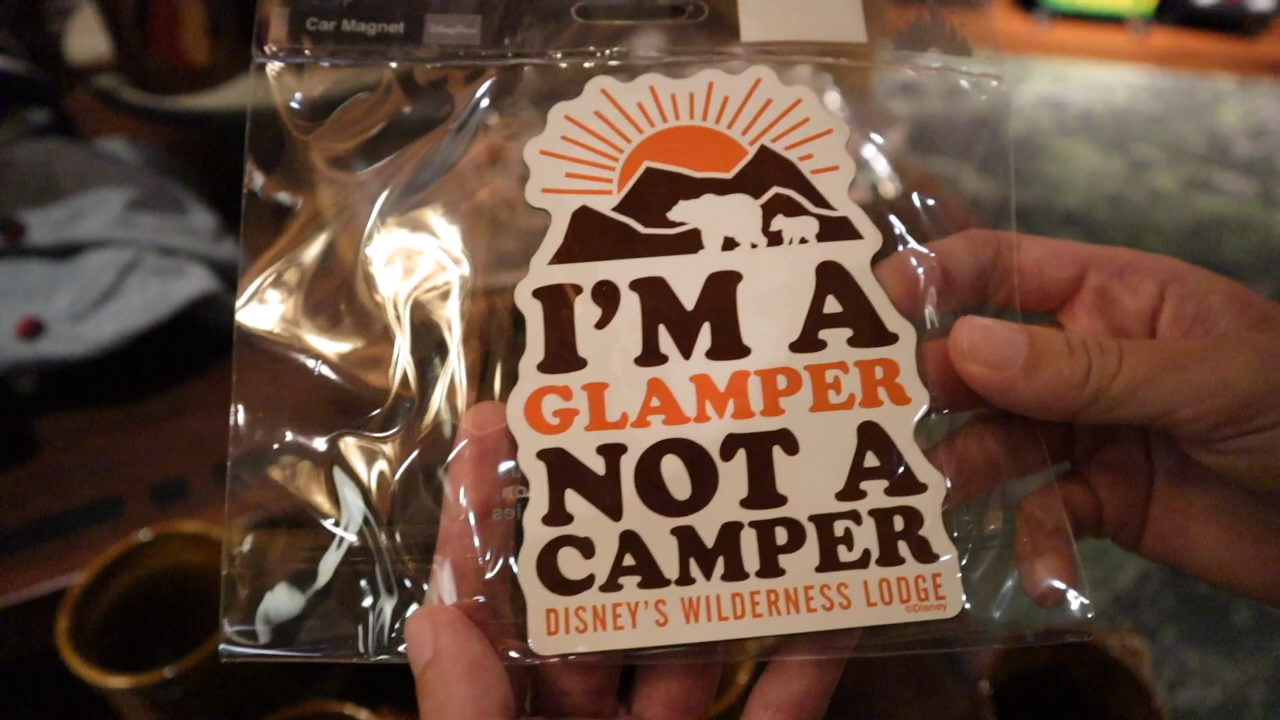 Car Magnet
I'M A
GLAMPER
NOT A
CAMPER
DISNEY'S WILDERNESS LODGE
©Disney